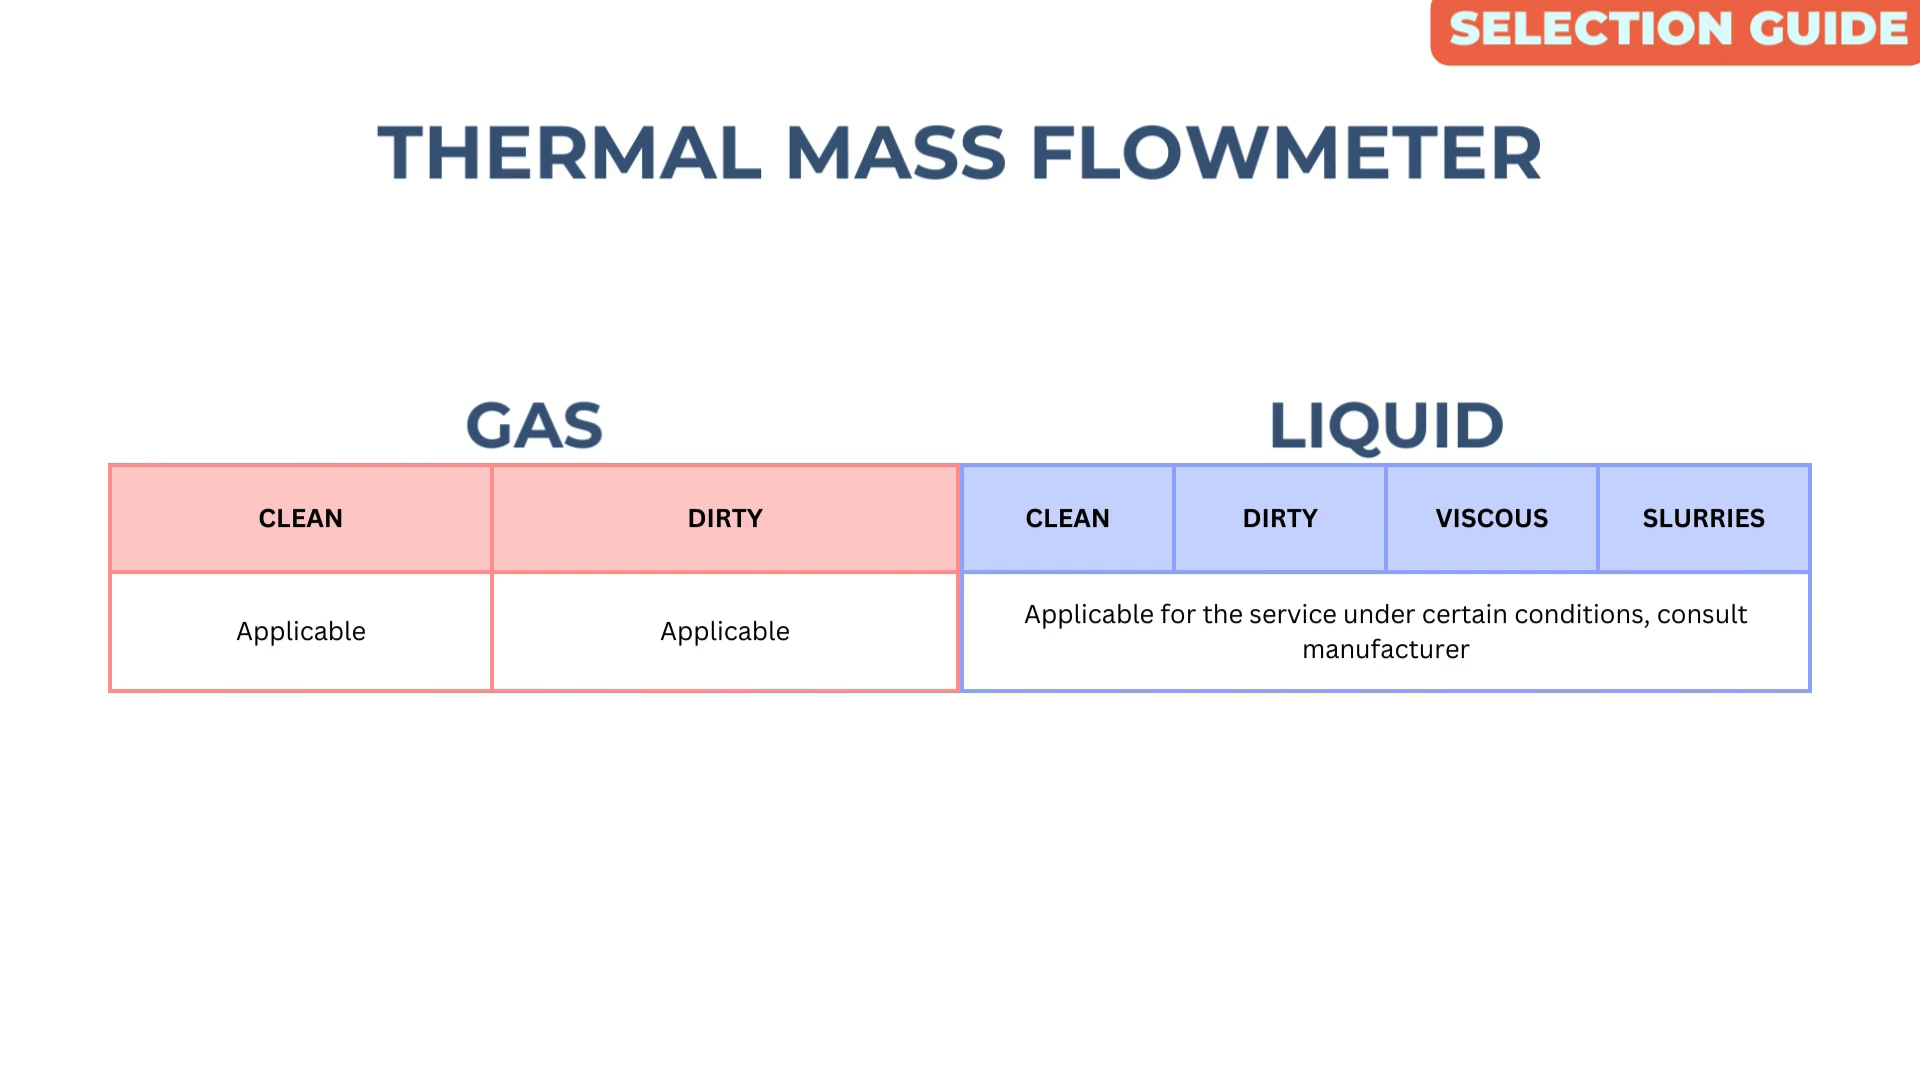 SELECTION GUIDE
THERMAL MASS FLOWMETER
GAS
LIQUID
CLEAN
DIRTY
CLEAN
DIRTY
VISCOUS
SLURRIES
Applicable
Applicable
Applicable for the service under certain conditions, consult
manufacturer